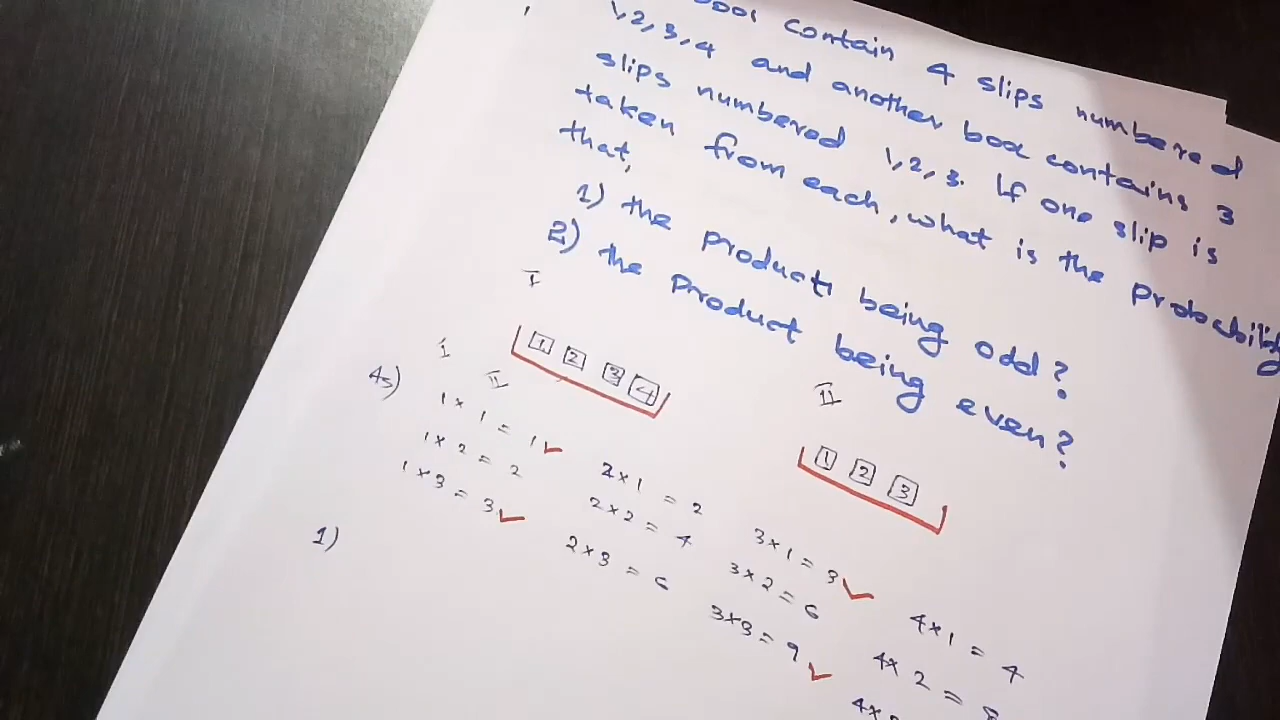 contain 4 slips numbered
1,2,3,4 and another box contains 3
slips numbered 1,2,3. If one slip is
taken from each, what is the probability
that,
1) the product being odd?
2) the product being even?
I
1 2 3 4
II
1 2 3
I II
As)
1 × 1 = 1
1 × 2 = 2
1 × 3 = 3
2 × 1 = 2
2 × 2 = 4
2 × 3 = 6
3 × 1 = 3
3 × 2 = 6
3 × 3 = 9
4 × 1 = 4
4 × 2 = 8
4 ×
1)